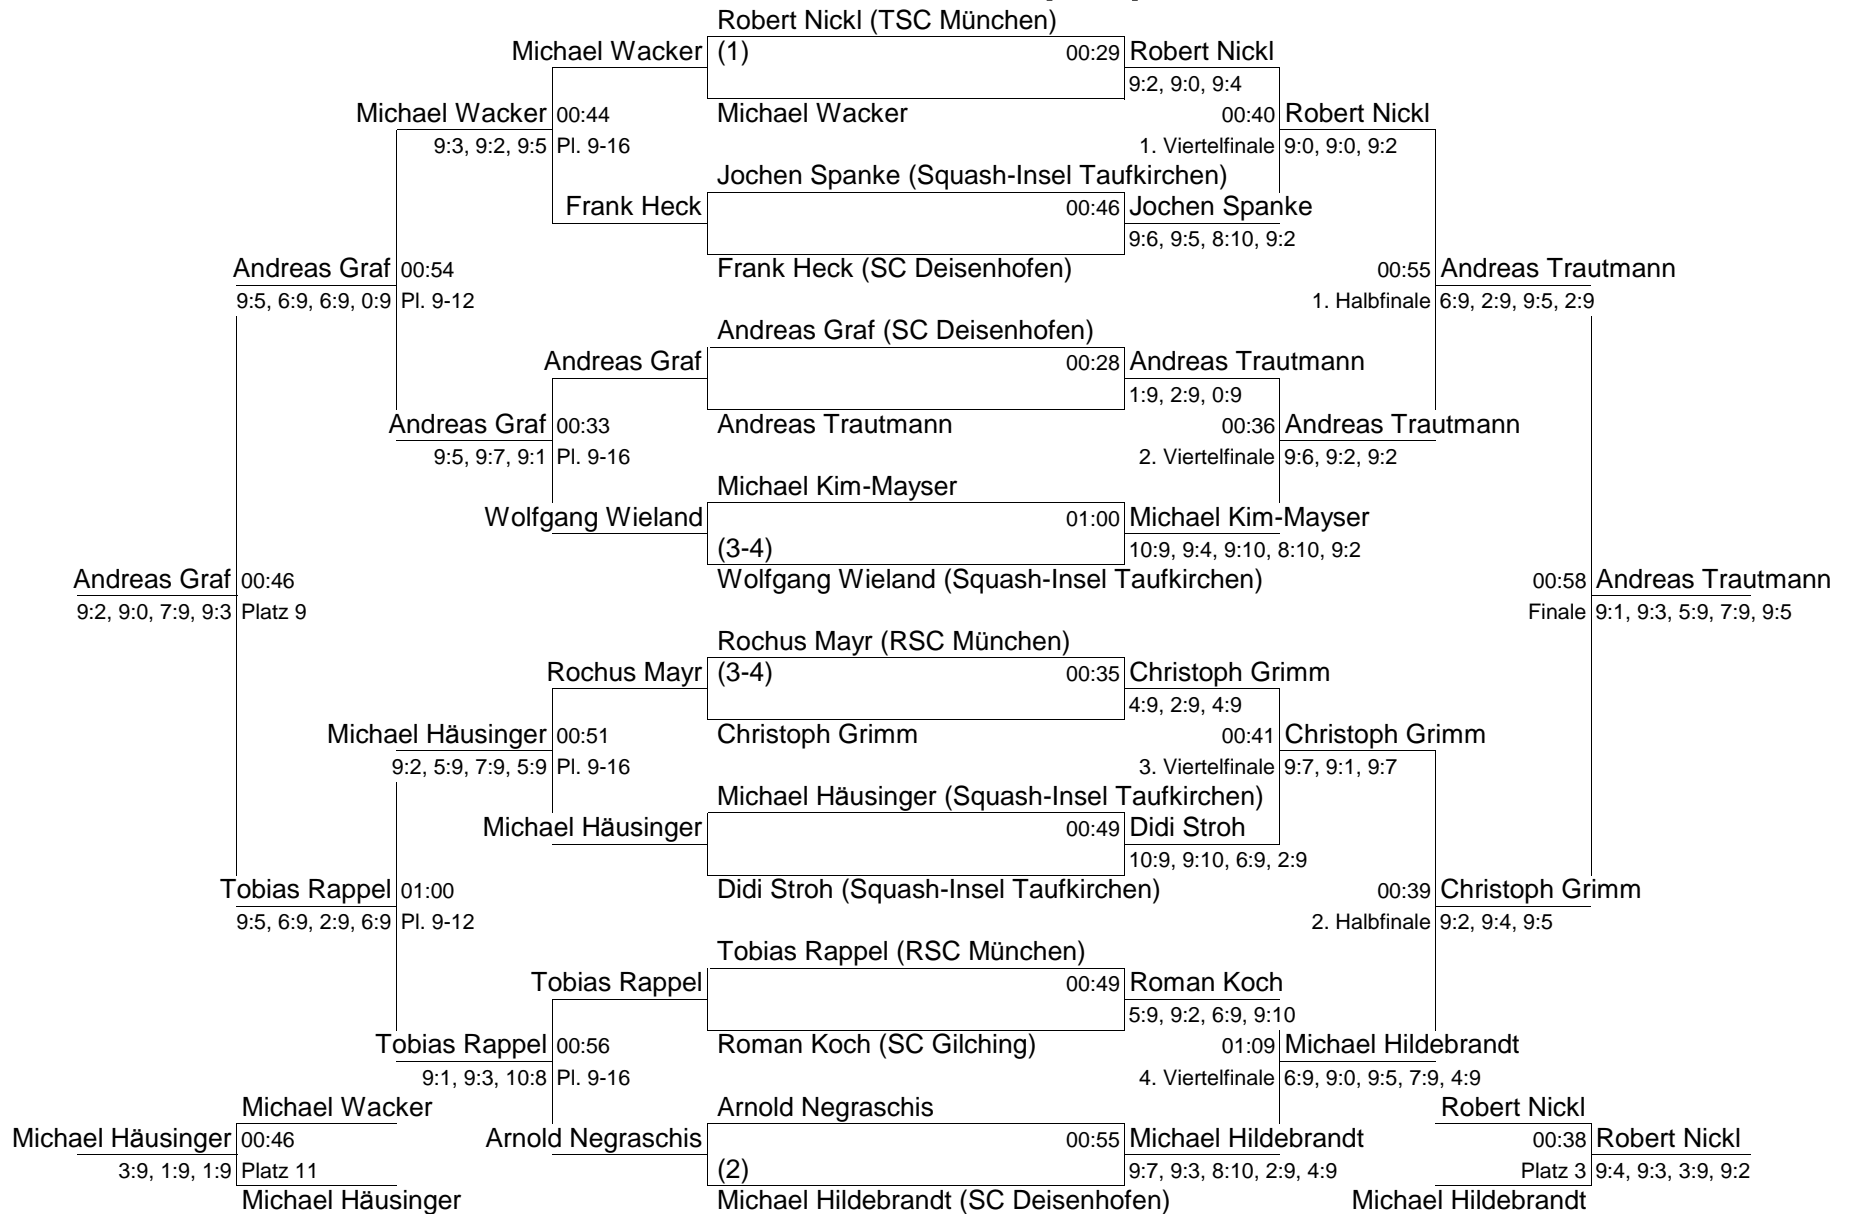 Robert Nickl (TSC München)
Michael Wacker (1) 00:29 Robert Nickl
9:2, 9:0, 9:4
Michael Wacker 00:44 Michael Wacker 00:40 Robert Nickl
9:3, 9:2, 9:5 Pl. 9-16 1. Viertelfinale 9:0, 9:0, 9:2
Jochen Spanke (Squash-Insel Taufkirchen)
Frank Heck 00:46 Jochen Spanke
9:6, 9:5, 8:10, 9:2
Andreas Graf 00:54 Frank Heck (SC Deisenhofen) 00:55 Andreas Trautmann
9:5, 6:9, 6:9, 0:9 Pl. 9-12 1. Halbfinale 6:9, 2:9, 9:5, 2:9
Andreas Graf (SC Deisenhofen)
Andreas Graf 00:28 Andreas Trautmann
1:9, 2:9, 0:9
Andreas Graf 00:33 Andreas Trautmann 00:36 Andreas Trautmann
9:5, 9:7, 9:1 Pl. 9-16 2. Viertelfinale 9:6, 9:2, 9:2
Michael Kim-Mayser
Wolfgang Wieland 01:00 Michael Kim-Mayser
(3-4) 10:9, 9:4, 9:10, 8:10, 9:2
Andreas Graf 00:46 Wolfgang Wieland (Squash-Insel Taufkirchen) 00:58 Andreas Trautmann
9:2, 9:0, 7:9, 9:3 Platz 9 Finale 9:1, 9:3, 5:9, 7:9, 9:5
Rochus Mayr (RSC München)
Rochus Mayr (3-4) 00:35 Christoph Grimm
4:9, 2:9, 4:9
Michael Häusinger 00:51 Christoph Grimm 00:41 Christoph Grimm
9:2, 5:9, 7:9, 5:9 Pl. 9-16 3. Viertelfinale 9:7, 9:1, 9:7
Michael Häusinger (Squash-Insel Taufkirchen)
Michael Häusinger 00:49 Didi Stroh
10:9, 9:10, 6:9, 2:9
Tobias Rappel 01:00 Didi Stroh (Squash-Insel Taufkirchen) 00:39 Christoph Grimm
9:5, 6:9, 2:9, 6:9 Pl. 9-12 2. Halbfinale 9:2, 9:4, 9:5
Tobias Rappel (RSC München)
Tobias Rappel 00:49 Roman Koch
5:9, 9:2, 6:9, 9:10
Tobias Rappel 00:56 Roman Koch (SC Gilching) 01:09 Michael Hildebrandt
9:1, 9:3, 10:8 Pl. 9-16 4. Viertelfinale 6:9, 9:0, 9:5, 7:9, 4:9
Michael Wacker Arnold Negraschis Robert Nickl
Michael Häusinger 00:46 Arnold Negraschis 00:55 Michael Hildebrandt 00:38 Robert Nickl
3:9, 1:9, 1:9 Platz 11 (2) 9:7, 9:3, 8:10, 2:9, 4:9 Platz 3 9:4, 9:3, 3:9, 9:2
Michael Häusinger Michael Hildebrandt (SC Deisenhofen) Michael Hildebrandt